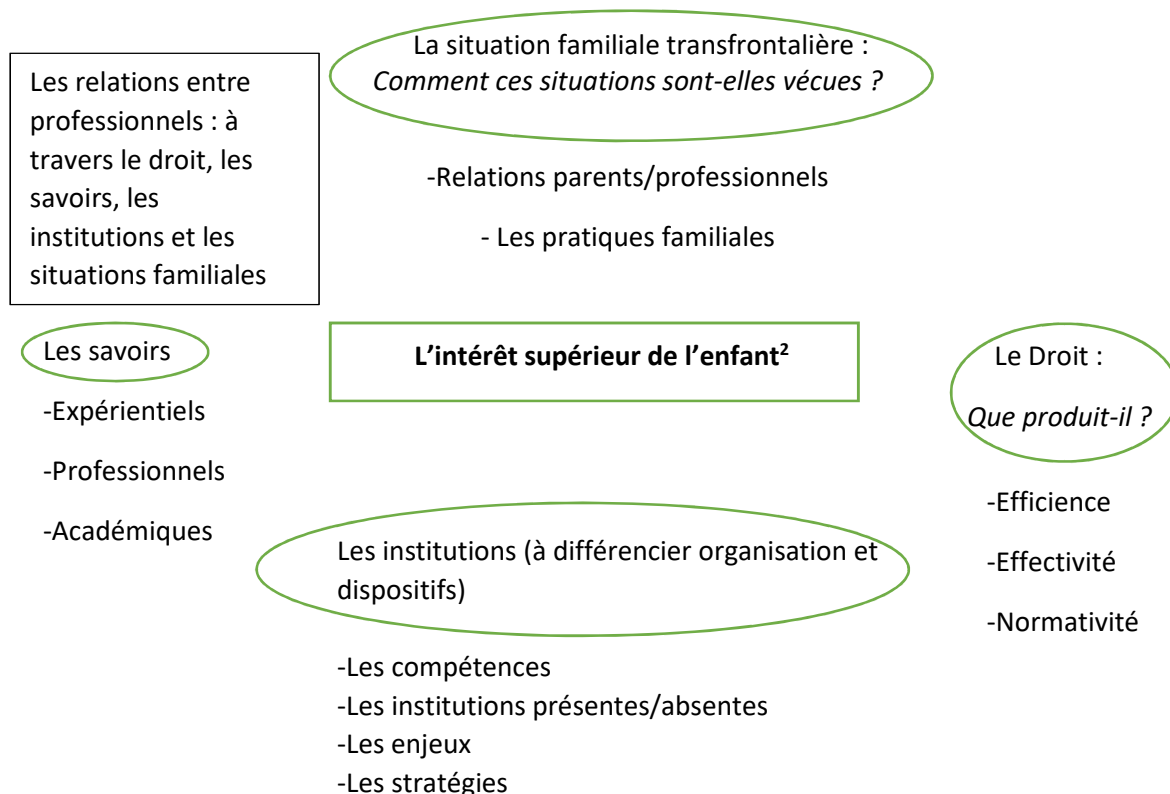 Les relations entre
professionnels : à
travers le droit, les
savoirs, les
institutions et les
situations familiales
La situation familiale transfrontalière :
Comment ces situations sont-elles vécues ?
-Relations parents/professionnels
- Les pratiques familiales
Les savoirs
-Expérientiels
-Professionnels
-Académiques
L’intérêt supérieur de l’enfant²
Le Droit :
Que produit-il ?
-Efficience
-Effectivité
-Normativité
Les institutions (à différencier organisation et
dispositifs)
-Les compétences
-Les institutions présentes/absentes
-Les enjeux
-Les stratégies